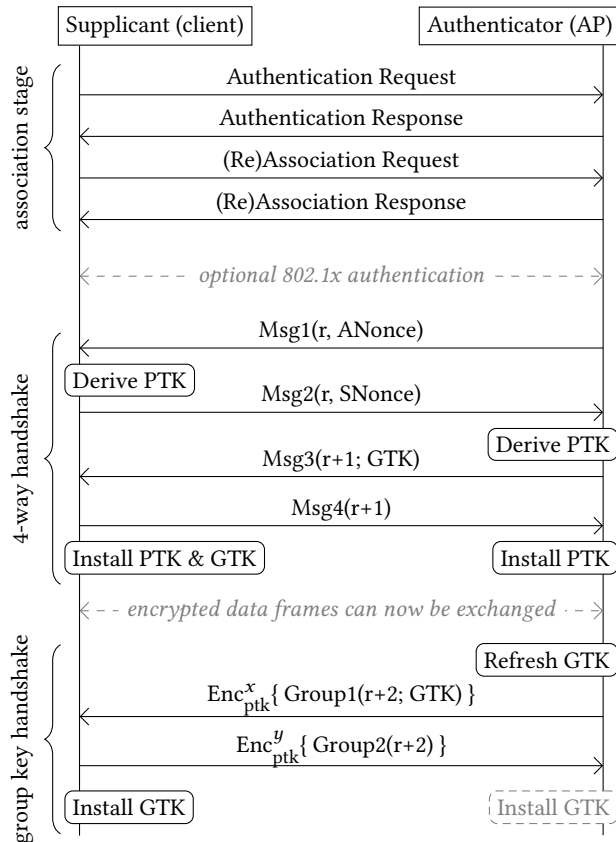 Supplicant (client)
Authenticator (AP)
association stage
Authentication Request
Authentication Response
(Re)Association Request
(Re)Association Response
optional 802.1x authentication
4-way handshake
Msg1(r, ANonce)
Derive PTK
Msg2(r, SNonce)
Derive PTK
Msg3(r+1; GTK)
Msg4(r+1)
Install PTK & GTK
Install PTK
encrypted data frames can now be exchanged
group key handshake
Refresh GTK
Enc^x_ptk{ Group1(r+2; GTK) }
Enc^y_ptk{ Group2(r+2) }
Install GTK
Install GTK